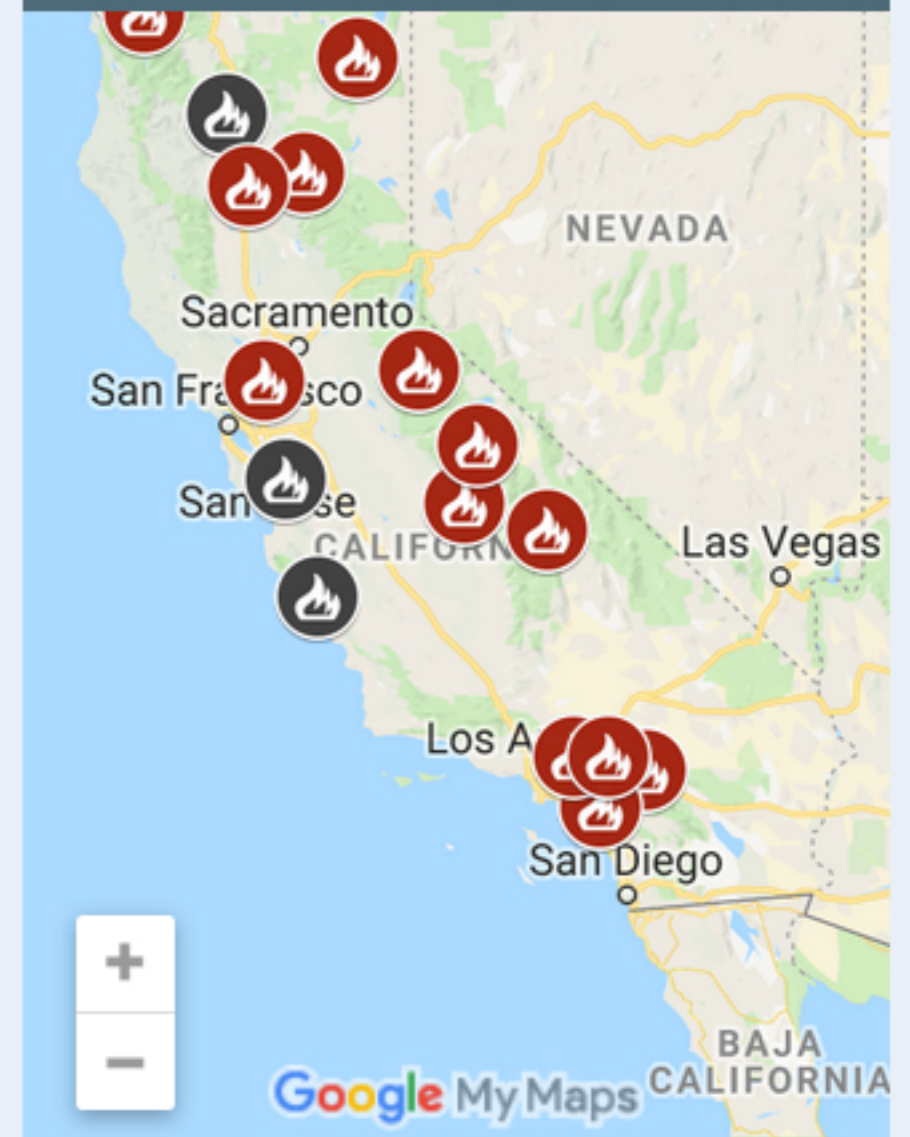 NEVADA
Sacramento
San Fra sco
San se
CALIFORN
Las Vegas
Los A
San Diego
BAJA
CALIFORNIA
Google My Maps